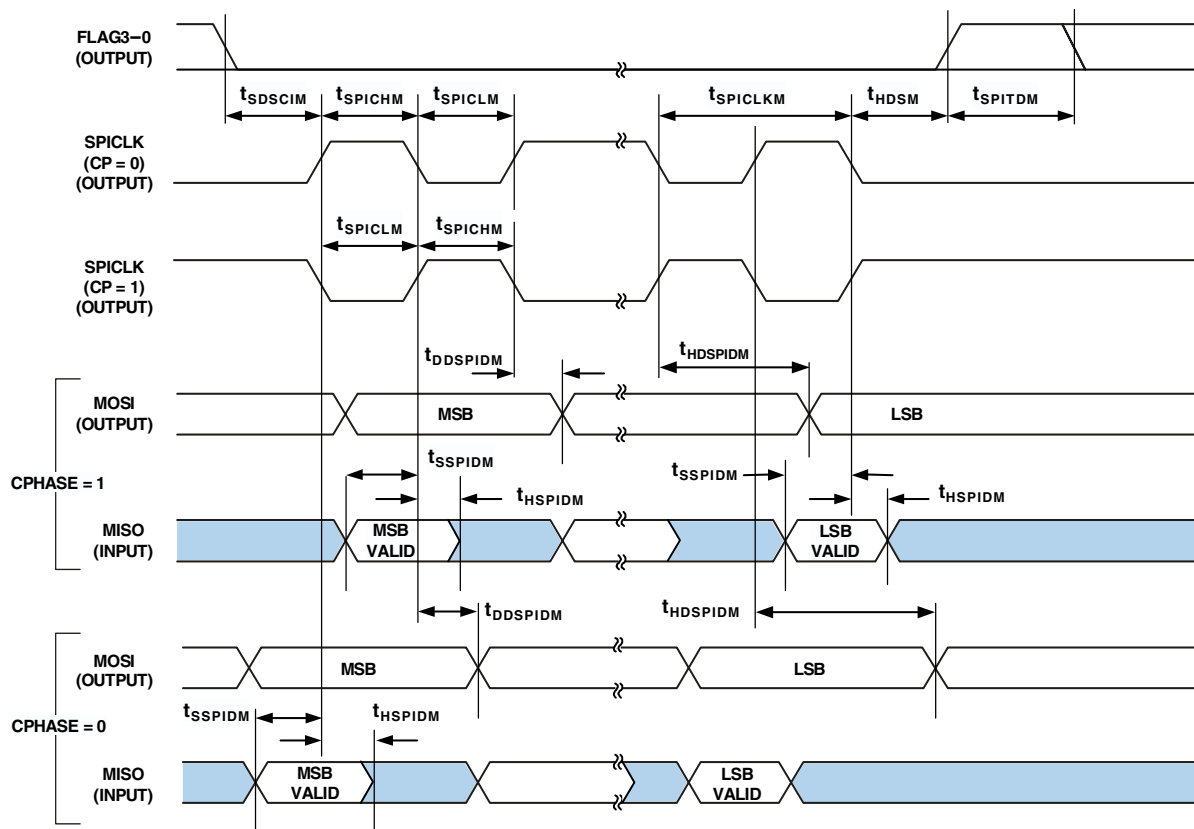 FLAG3–0
(OUTPUT)
tSDSCIM tSPICHM tSPICLM tSPICLKM tHDSM tSPITDM
SPICLK
(CP = 0)
(OUTPUT)
tSPICLM tSPICHM
SPICLK
(CP = 1)
(OUTPUT)
tDDSPIDM tHDSPIDM
MOSI
(OUTPUT)
MSB LSB
CPHASE = 1
tSSPIDM tSSPIDM
tHSPIDM tHSPIDM
MISO
(INPUT)
MSB
VALID
LSB
VALID
tDDSPIDM tHDSPIDM
MOSI
(OUTPUT)
MSB LSB
CPHASE = 0
tSSPIDM tHSPIDM
MISO
(INPUT)
MSB
VALID
LSB
VALID